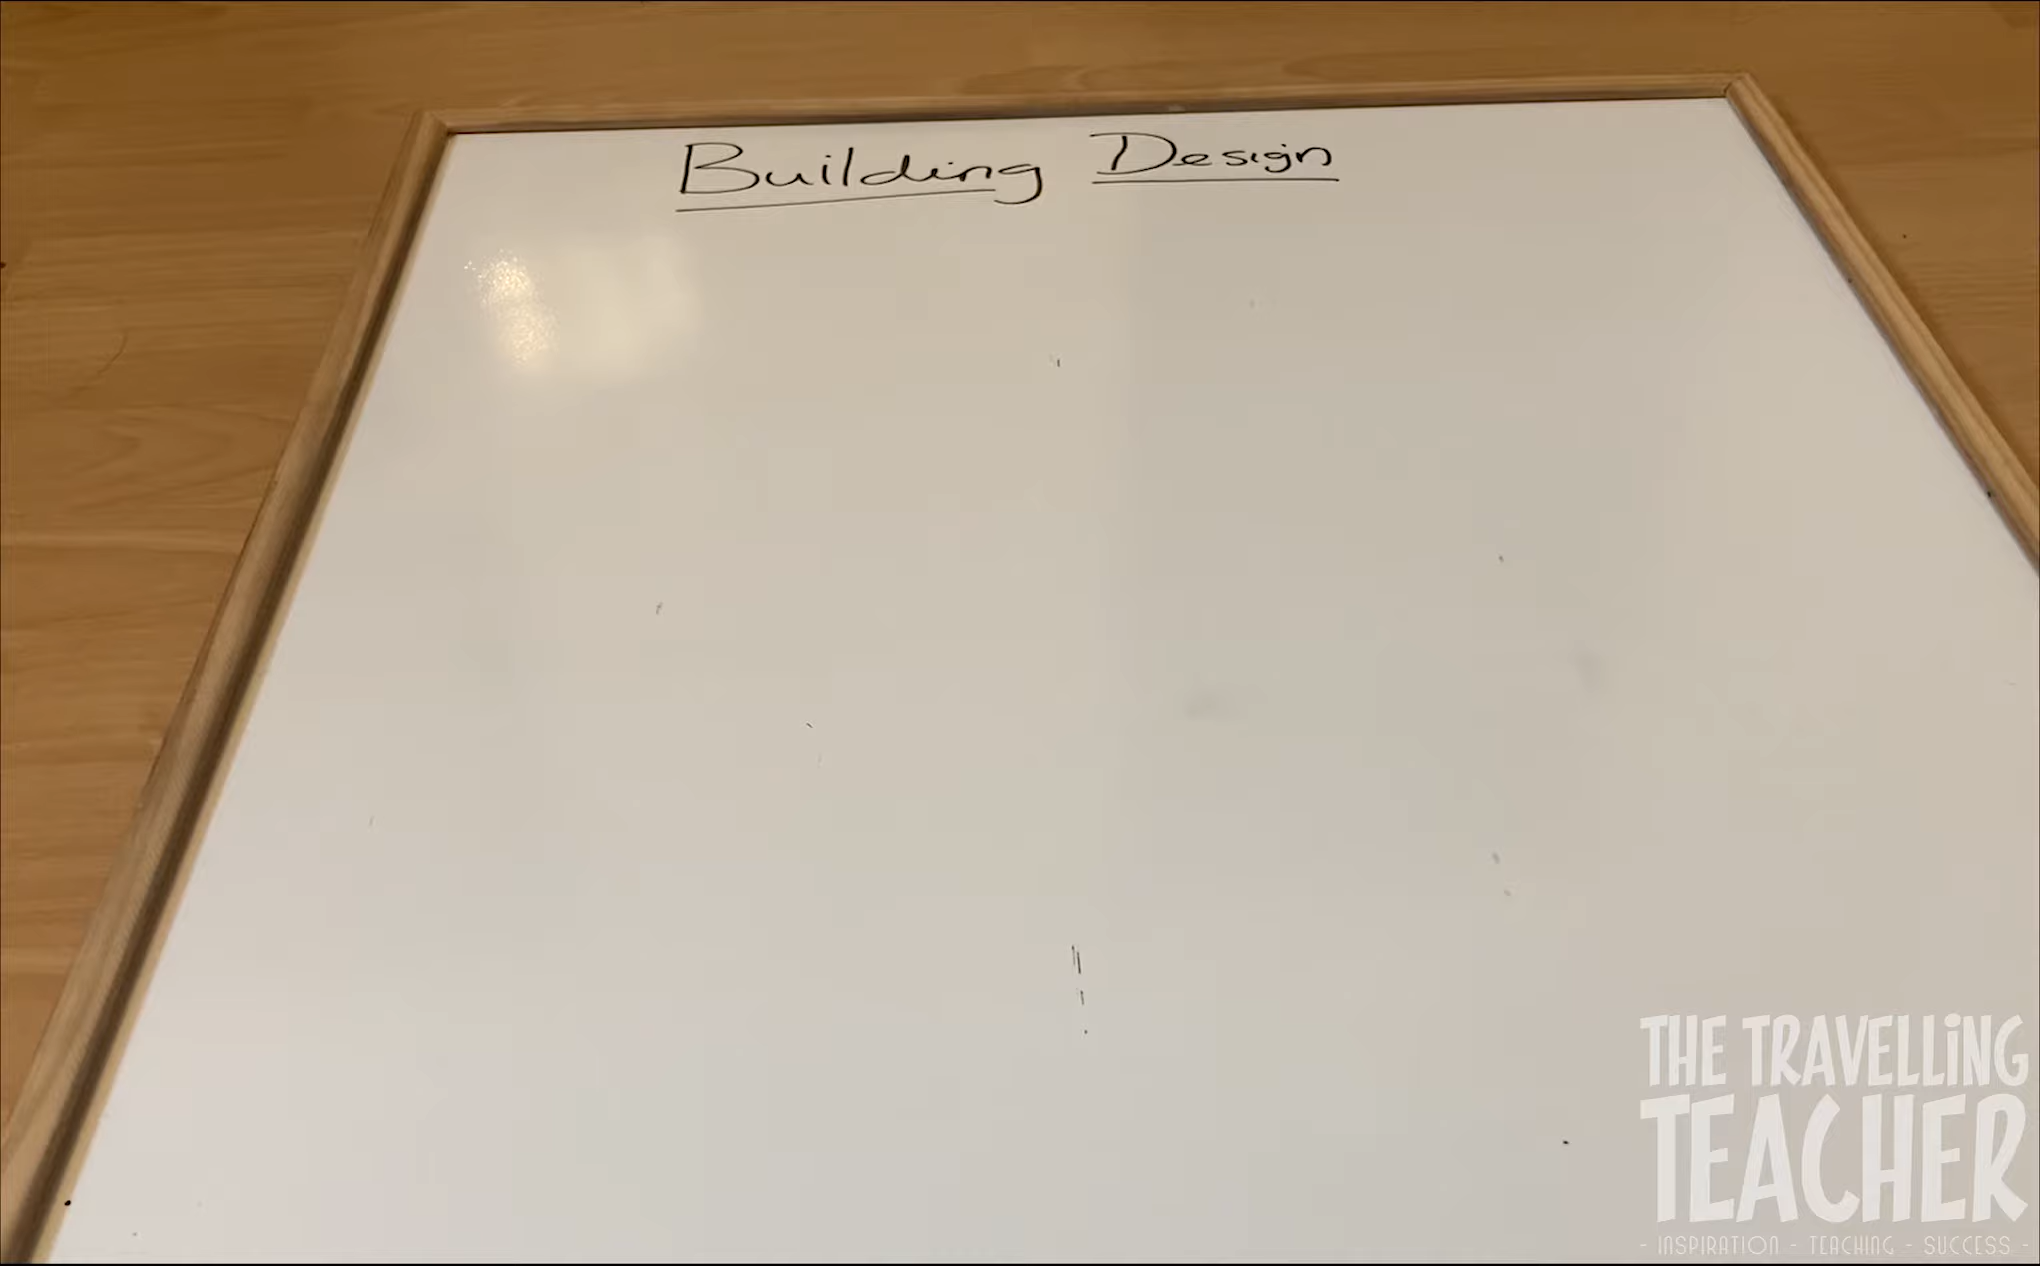 Building Design
THE TRAVELLiNG
TEACHER
- INSPIRATION - TEACHING - SUCCESS -